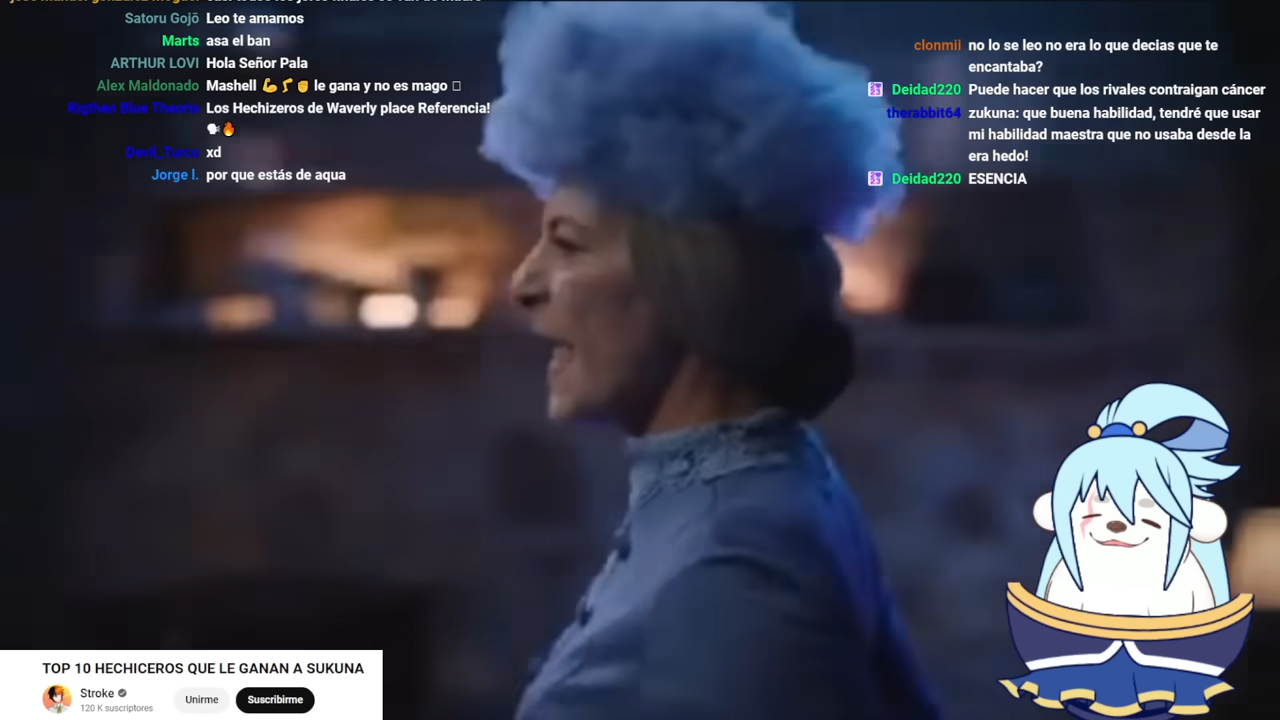 Satoru Gojō Leo te amamos
Marts asa el ban
ARTHUR LOVI Hola Señor Pala
Alex Maldonado Mashell 💪🦵✊ le gana y no es mago
Rigthen Blue Theoris Los Hechizeros de Waverly place Referencia!
🗣🔥
Devil_Turco xd
Jorge l. por que estás de aqua
clonmii no lo se leo no era lo que decias que te
encantaba?
Deidad220 Puede hacer que los rivales contraigan cáncer
therabbit64 zukuna: que buena habilidad, tendré que usar
mi habilidad maestra que no usaba desde la
era hedo!
Deidad220 ESENCIA
TOP 10 HECHICEROS QUE LE GANAN A SUKUNA
Stroke
120 K suscriptores
Unirme
Suscribirme